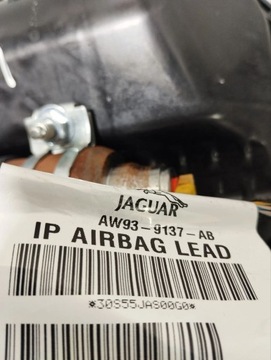 JAGUAR
AW93-9137-AB
IP AIRBAG LEAD
*30S55JAS00G0*